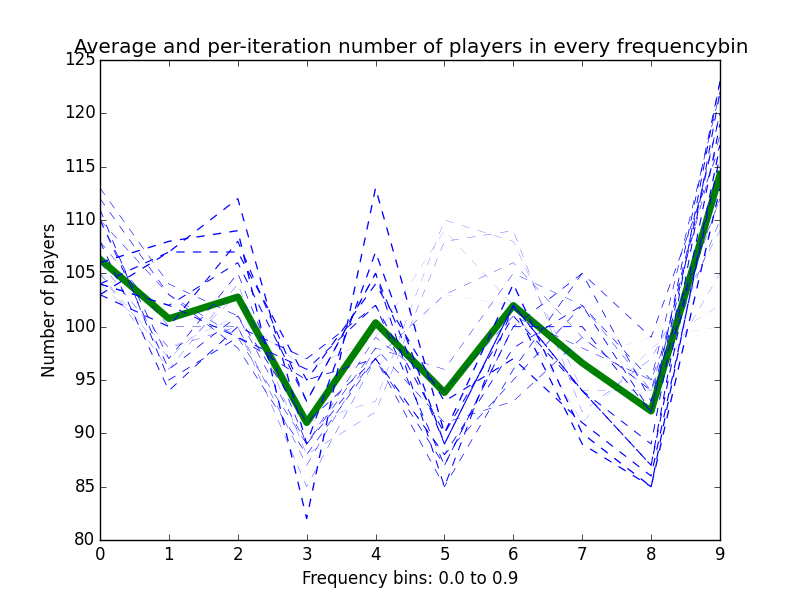 Average and per-iteration number of players in every frequencybin
125
120
115
110
105
100
95
90
85
80
Number of players
0 1 2 3 4 5 6 7 8 9
Frequency bins: 0.0 to 0.9